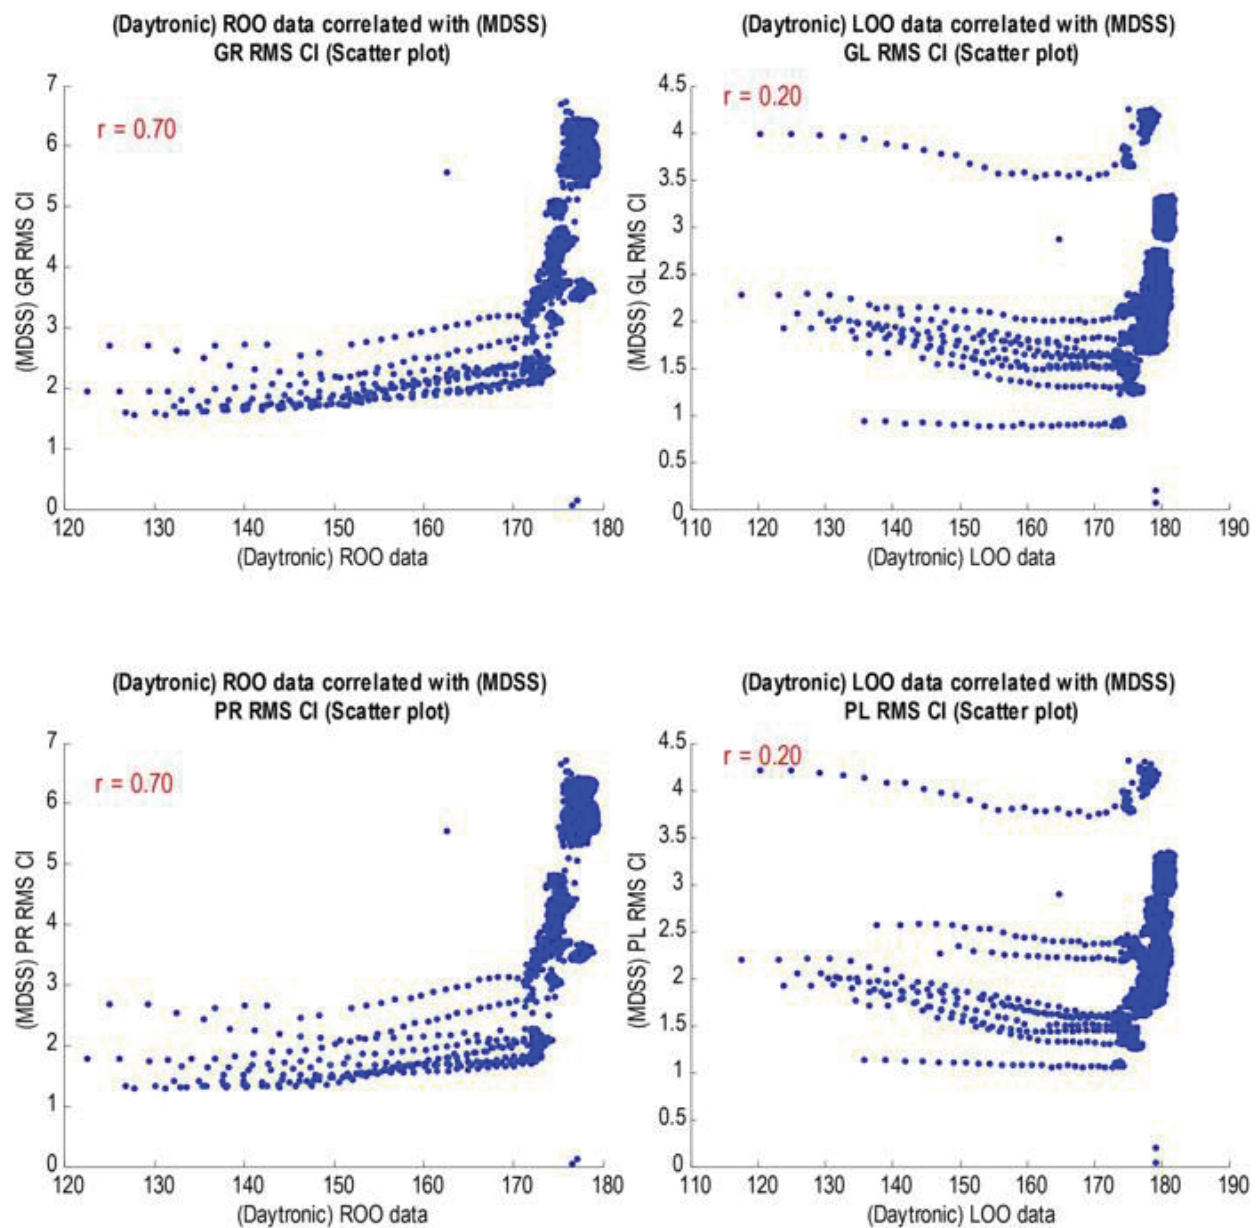 (Daytronic) ROO data correlated with (MDSS)
GR RMS CI (Scatter plot)
r = 0.70
(MDSS) GR RMS CI
7
6
5
4
3
2
1
0
120 130 140 150 160 170 180
(Daytronic) ROO data
(Daytronic) LOO data correlated with (MDSS)
GL RMS CI (Scatter plot)
r = 0.20
(MDSS) GL RMS CI
4.5
4
3.5
3
2.5
2
1.5
1
0.5
0
110 120 130 140 150 160 170 180 190
(Daytronic) LOO data
(Daytronic) ROO data correlated with (MDSS)
PR RMS CI (Scatter plot)
r = 0.70
(MDSS) PR RMS CI
7
6
5
4
3
2
1
0
120 130 140 150 160 170 180
(Daytronic) ROO data
(Daytronic) LOO data correlated with (MDSS)
PL RMS CI (Scatter plot)
r = 0.20
(MDSS) PL RMS CI
4.5
4
3.5
3
2.5
2
1.5
1
0.5
0
110 120 130 140 150 160 170 180 190
(Daytronic) LOO data